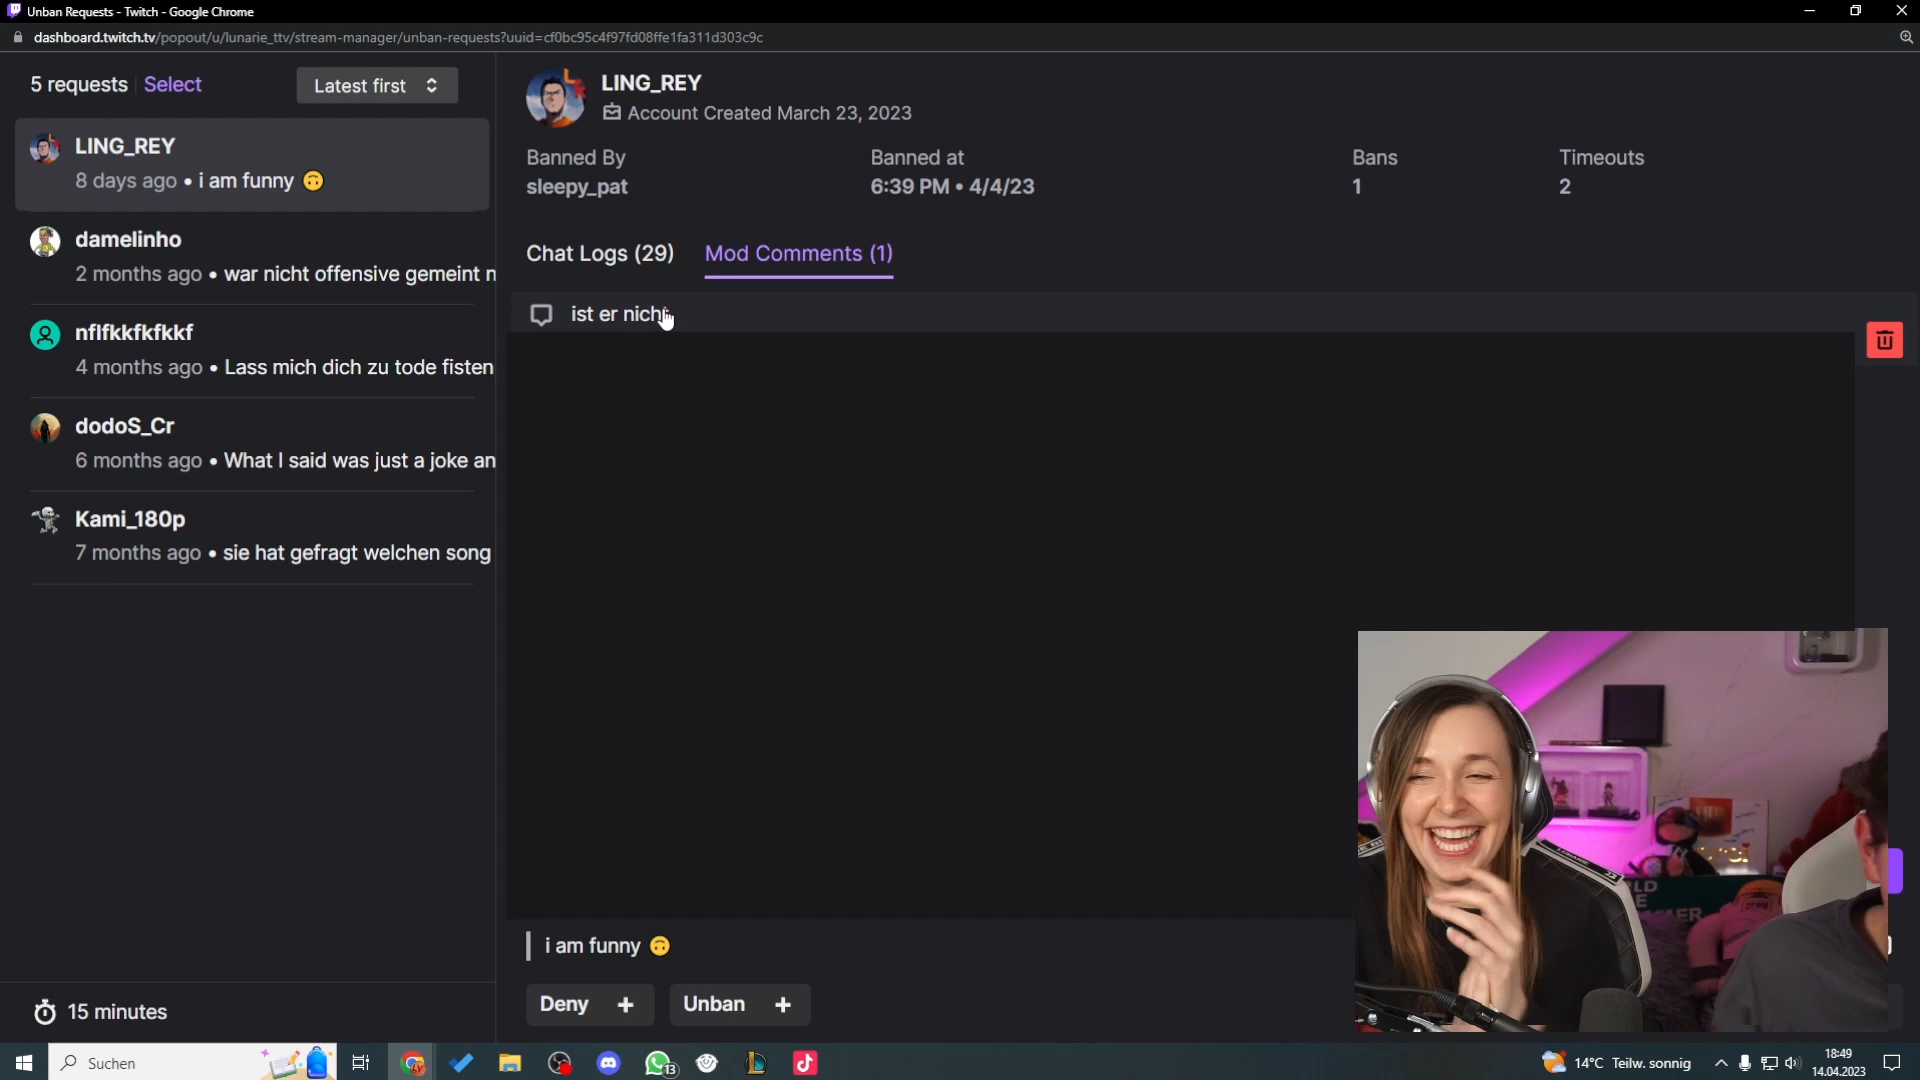 Unban Requests - Twitch - Google Chrome
dashboard.twitch.tv/popout/u/lunarie_ttv/stream-manager/unban-requests?uuid=cf0bc95c4f97fd08ffe1fa311d303c9c
5 requests Select Latest first
LING_REY
8 days ago • i am funny 🙃
damelinho
2 months ago • war nicht offensive gemeint n
nflfkkfkfkkf
4 months ago • Lass mich dich zu tode fisten
dodoS_Cr
6 months ago • What I said was just a joke an
Kami_180p
7 months ago • sie hat gefragt welchen song
15 minutes
LING_REY
Account Created March 23, 2023
Banned By Banned at Bans Timeouts
sleepy_pat 6:39 PM • 4/4/23 1 2
Chat Logs (29) Mod Comments (1)
ist er nicht
i am funny 🙃
Deny + Unban +
Suchen
13
14°C Teilw. sonnig
18:49
14.04.2023